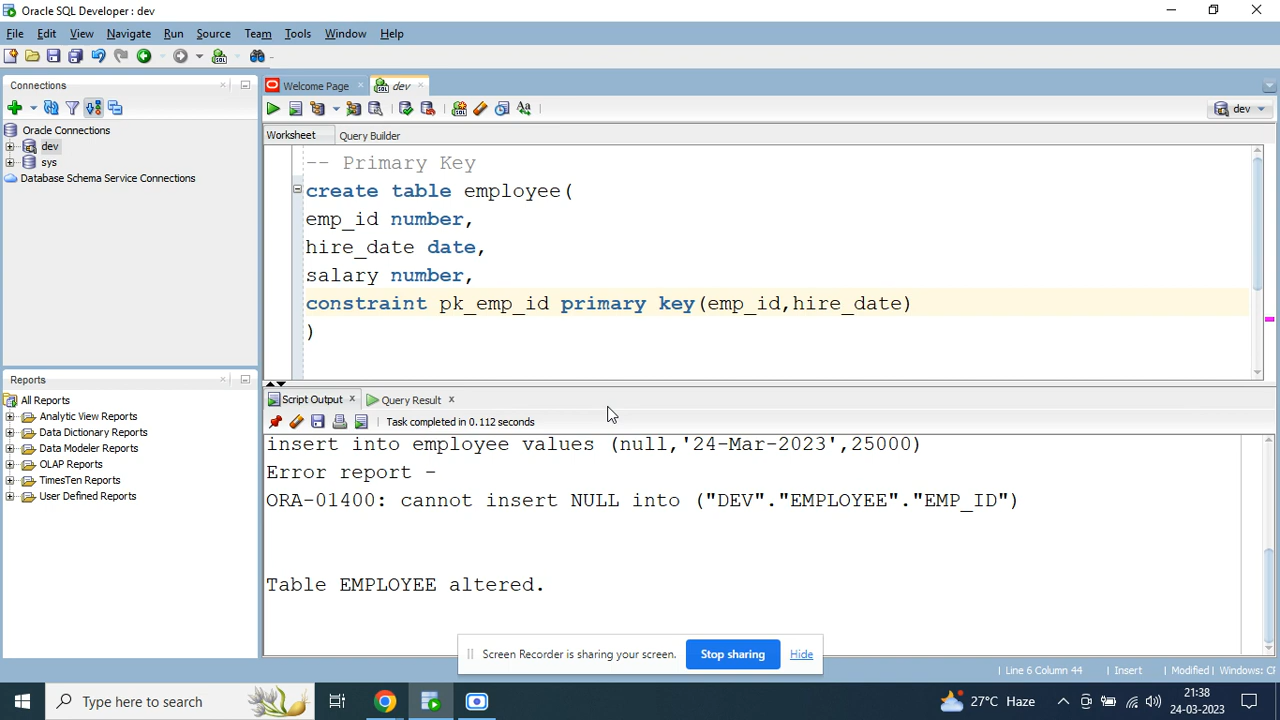 Oracle SQL Developer : dev
File Edit View Navigate Run Source Team Tools Window Help
Connections
Oracle Connections
dev
sys
Database Schema Service Connections
Reports
All Reports
Analytic View Reports
Data Dictionary Reports
Data Modeler Reports
OLAP Reports
TimesTen Reports
User Defined Reports
Welcome Page dev
dev
Worksheet Query Builder
-- Primary Key
create table employee(
emp_id number,
hire_date date,
salary number,
constraint pk_emp_id primary key(emp_id,hire_date)
)
Script Output Query Result
Task completed in 0.112 seconds
insert into employee values (null,'24-Mar-2023',25000)
Error report -
ORA-01400: cannot insert NULL into ("DEV"."EMPLOYEE"."EMP_ID")
Table EMPLOYEE altered.
Screen Recorder is sharing your screen. Stop sharing Hide
Line 6 Column 44 Insert Modified Windows: CF
Type here to search
27°C Haze
21:38
24-03-2023